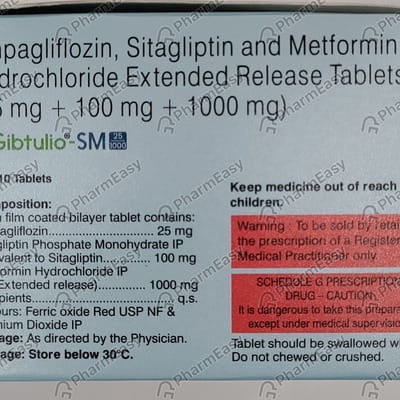 npagliflozin, Sitagliptin and Metformin
drochloride Extended Release Tablets
5 mg + 100 mg + 1000 mg)
Gibtulio®-SM 25
1000
10 Tablets
position:
n film coated bilayer tablet contains:
agliflozin..................... 25 mg
gliptin Phosphate Monohydrate IP
valent to Sitagliptin....... 100 mg
ormin Hydrochloride IP
Extended release)........... 1000 mg
ipients........................ q.s.
ours: Ferric oxide Red USP NF &
nium Dioxide IP
age: As directed by the Physician.
age: Store below 30°C.
Keep medicine out of reach
children.
Warning : To be sold by retai
the prescription of a Register
Medical Practitioner only.
SCHEDULE G PRESCRIPTION
DRUG – CAUTION
It is dangerous to take this prepara
except under medical supervision
Tablet should be swallowed wh
Do not chewed or crushed.
PharmEasy